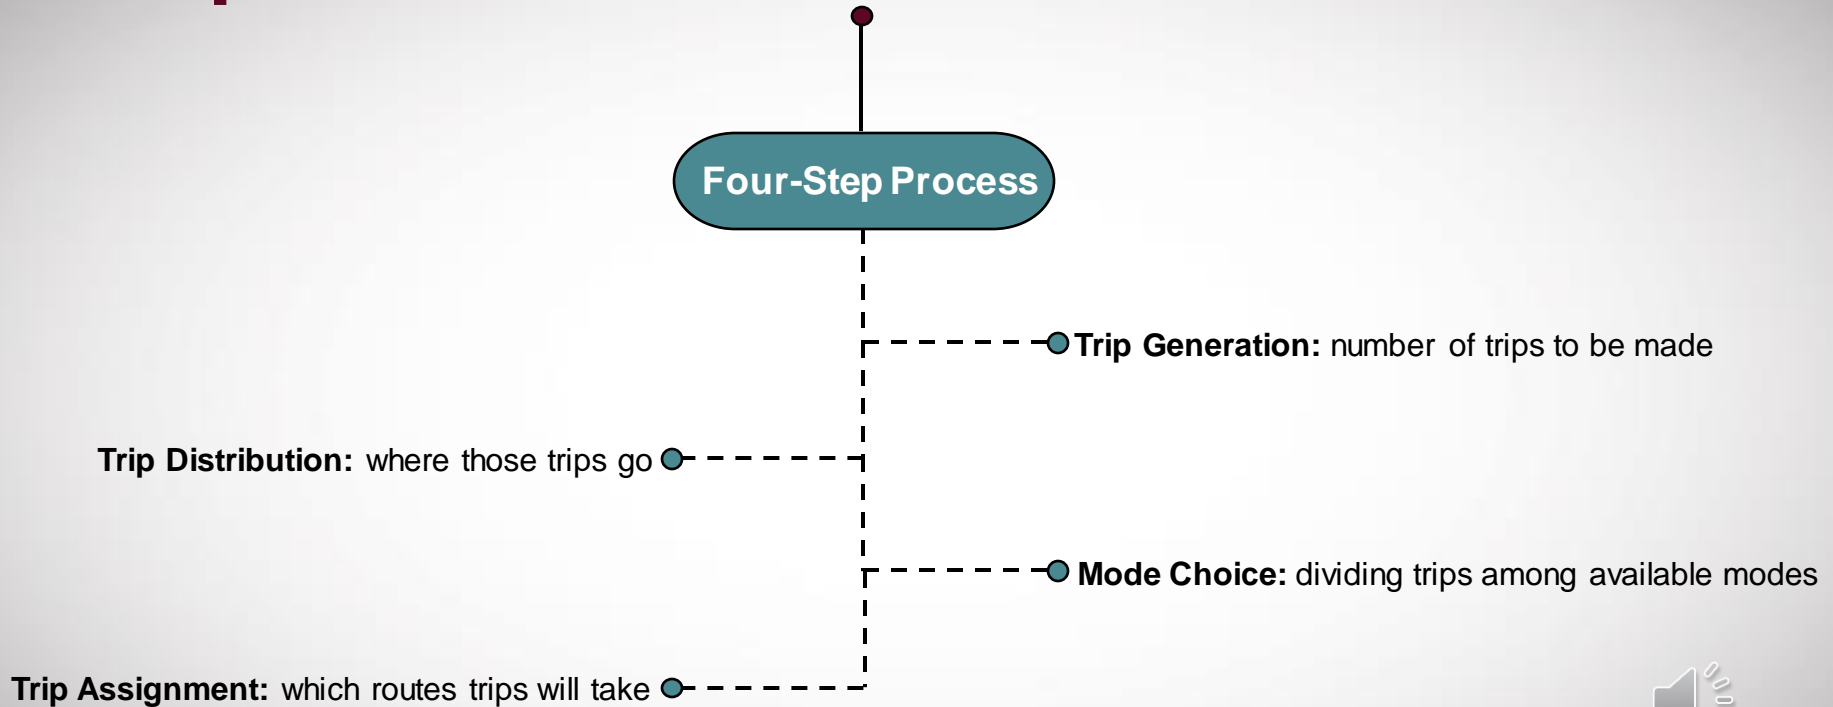 Four-Step Process
Trip Generation: number of trips to be made
Trip Distribution: where those trips go
Mode Choice: dividing trips among available modes
Trip Assignment: which routes trips will take